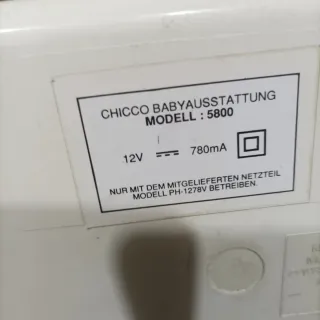 CHICCO BABYAUSSTATTUNG
MODELL : 5800
12V 780mA
NUR MIT DEM MITGELIEFERTEN NETZTEIL
MODELL PH-1278V BETREIBEN.